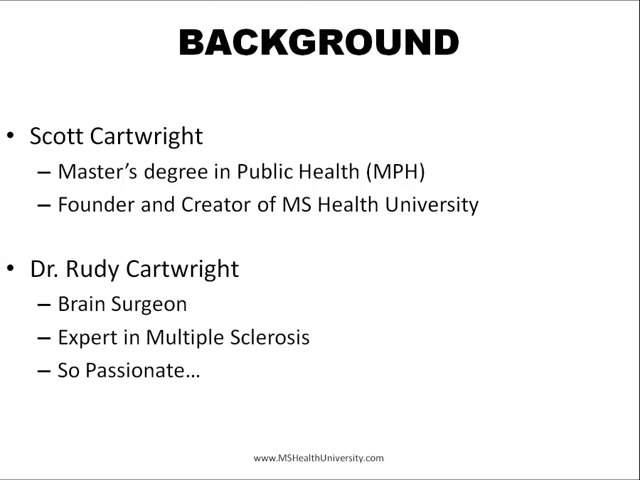 BACKGROUND
• Scott Cartwright
– Master’s degree in Public Health (MPH)
– Founder and Creator of MS Health University
• Dr. Rudy Cartwright
– Brain Surgeon
– Expert in Multiple Sclerosis
– So Passionate…
www.MSHealthUniversity.com